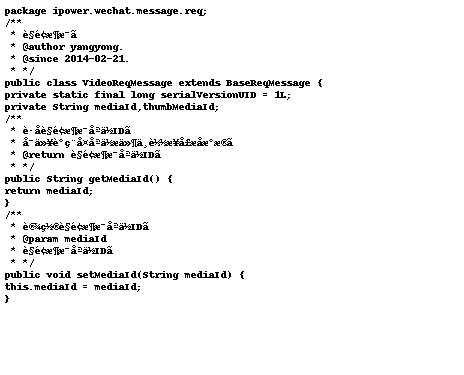 package ipower.wechat.message.req;
/**
 * è§é¢æ¶æ¯ã
 * @author yangyong.
 * @since 2014-02-21.
 * */
public class VideoReqMessage extends BaseReqMessage {
private static final long serialVersionUID = 1L;
private String mediaId,thumbMediaId;
/**
 * è·åè§é¢æ¶æ¯åªä½IDã
 * å¯ä»¥è°ç¨å¤åªä½æä»¶ä¸è½½æ¥å£æåæ°æ®ã
 * @return è§é¢æ¶æ¯åªä½IDã
 * */
public String getMediaId() {
return mediaId;
}
/**
 * è®¾ç½®è§é¢æ¶æ¯åªä½IDã
 * @param mediaId
 * è§é¢æ¶æ¯åªä½IDã
 * */
public void setMediaId(String mediaId) {
this.mediaId = mediaId;
}